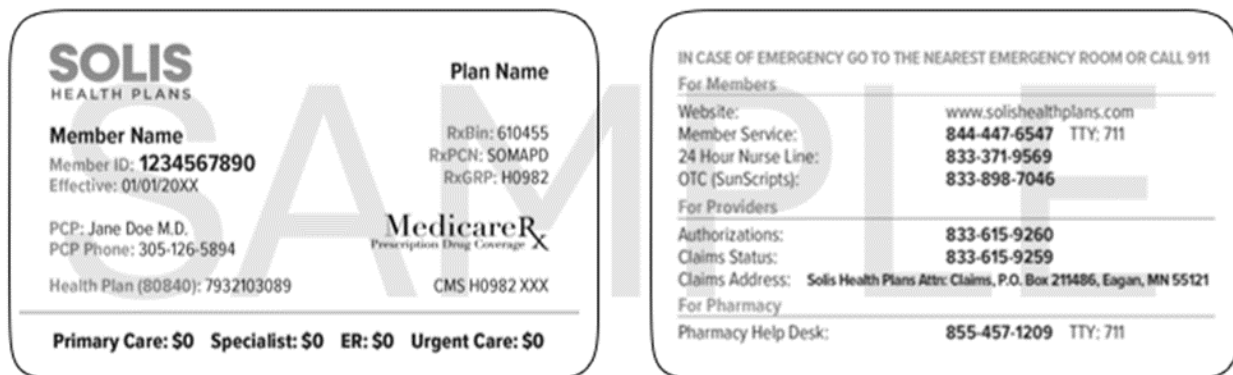 SOLIS
HEALTH PLANS
Plan Name
Member Name
Member ID: 1234567890
Effective: 01/01/20XX
RxBin: 610455
RxPCN: SOMAPD
RxGRP: H0982
PCP: Jane Doe M.D.
PCP Phone: 305-126-5894
MedicareRx
Prescription Drug Coverage
Health Plan (80840): 7932103089
CMS H0982 XXX
Primary Care: $0 Specialist: $0 ER: $0 Urgent Care: $0
IN CASE OF EMERGENCY GO TO THE NEAREST EMERGENCY ROOM OR CALL 911
For Members
Website: www.solishealthplans.com
Member Service: 844-447-6547 TTY: 711
24 Hour Nurse Line: 833-371-9569
OTC (SunScripts): 833-898-7046
For Providers
Authorizations: 833-615-9260
Claims Status: 833-615-9259
Claims Address: Solis Health Plans Attn: Claims, P.O. Box 211486, Eagan, MN 55121
For Pharmacy
Pharmacy Help Desk: 855-457-1209 TTY: 711
SAMPLE